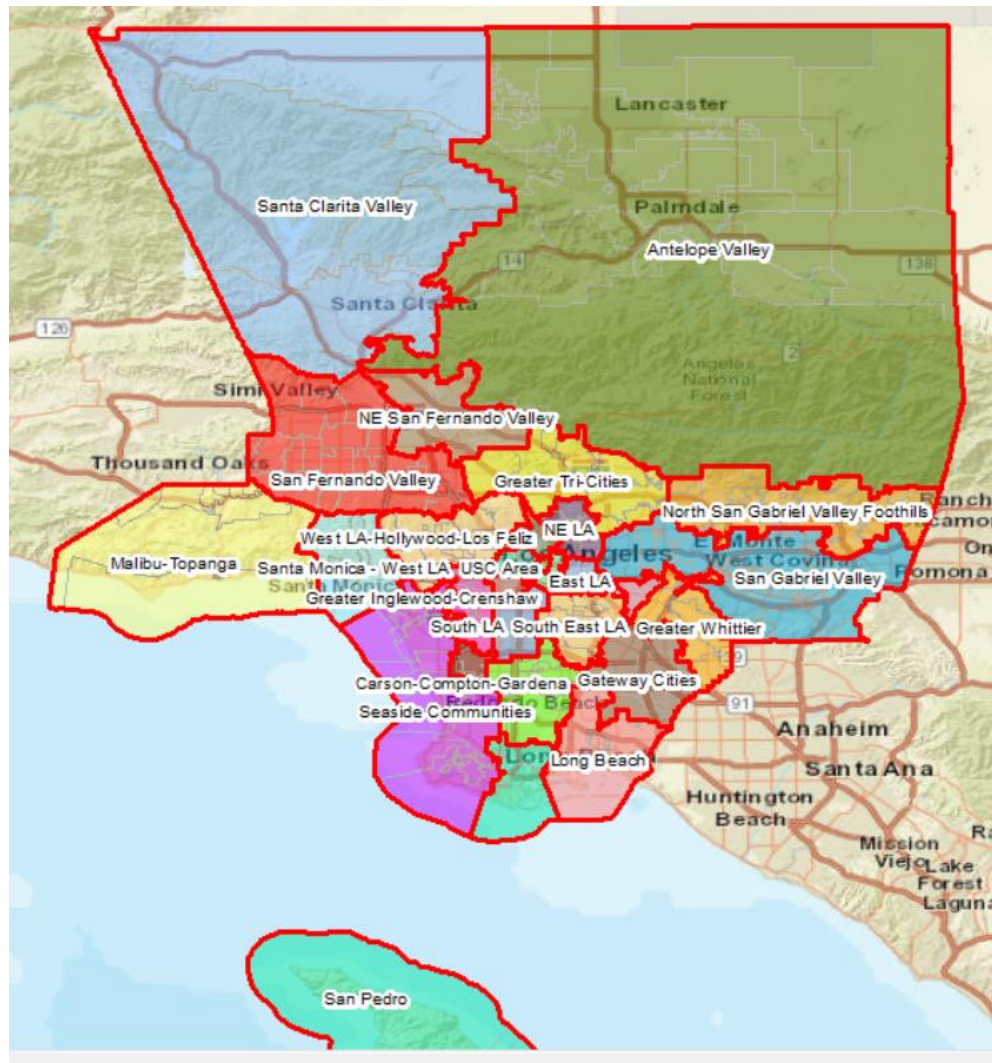 Lancaster
Palmdale
Santa Clarita Valley
Antelope Valley
14
138
Santa Clarita
126
2
Angeles
National
Forest
Simi Valley
NE San Fernando Valley
Thousand Oaks
San Fernando Valley
Greater Tri-Cities
North San Gabriel Valley Foothills
NE LA
West LA-Hollywood-Los Feliz
Angeles
El Monte
West Covina
Malibu-Topanga
Santa Monica - West LA
USC Area
East LA
San Gabriel Valley
Pomona
Santa Monic
Greater Inglewood-Crenshaw
South LA
South East LA
Greater Whittier
Carson-Compton-Gardena
Gateway Cities
Seaside Communities
91
Anaheim
Long Beach
Santa Ana
Huntington
Beach
Mission
Viejo
Lake
Forest
Laguna
San Pedro